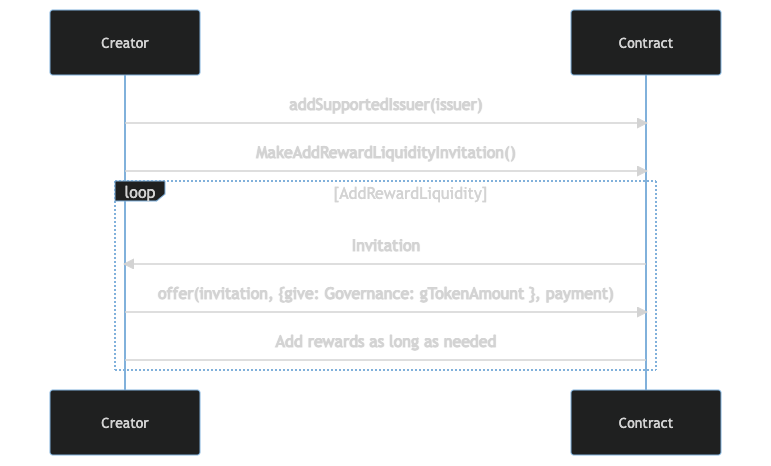 Creator
Contract
addSupportedIssuer(issuer)
MakeAddRewardLiquidityInvitation()
loop
[AddRewardLiquidity]
Invitation
offer(invitation, {give: Governance: gTokenAmount }, payment)
Add rewards as long as needed
Creator
Contract